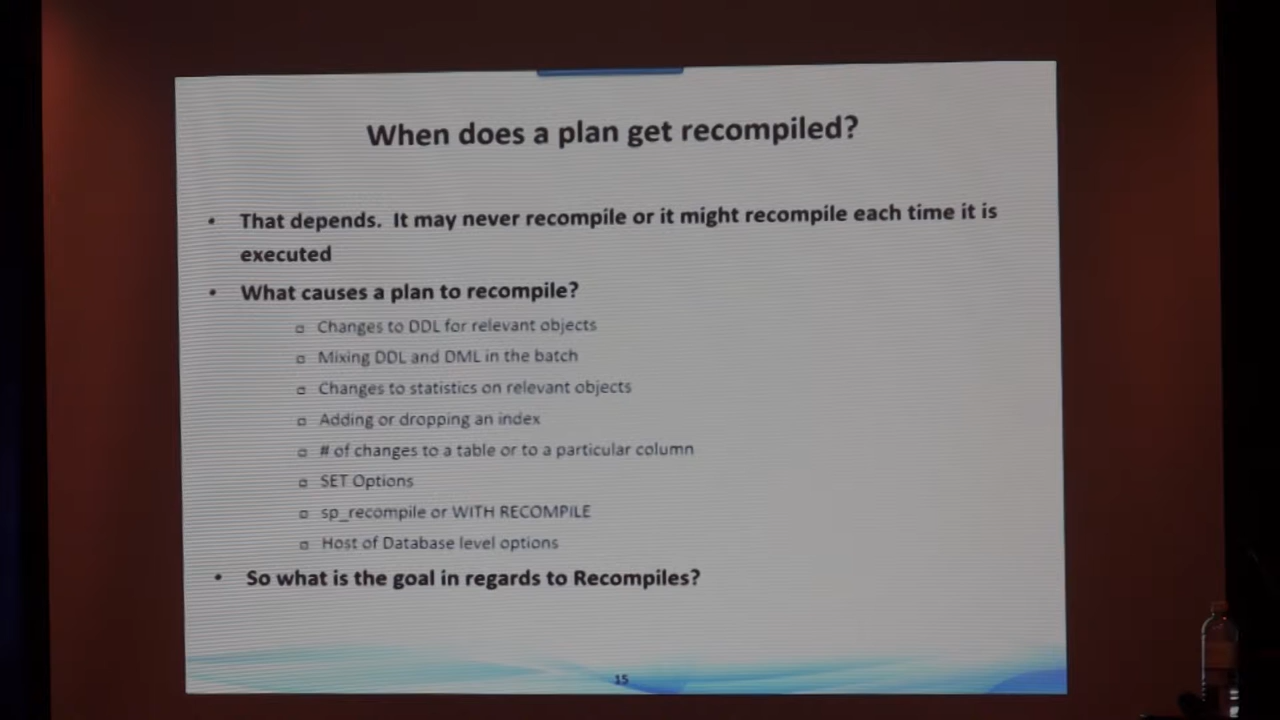 When does a plan get recompiled?
• That depends. It may never recompile or it might recompile each time it is
executed
• What causes a plan to recompile?
Changes to DDL for relevant objects
Mixing DDL and DML in the batch
Changes to statistics on relevant objects
Adding or dropping an index
# of changes to a table or to a particular column
SET Options
sp_recompile or WITH RECOMPILE
Host of Database level options
• So what is the goal in regards to Recompiles?
15